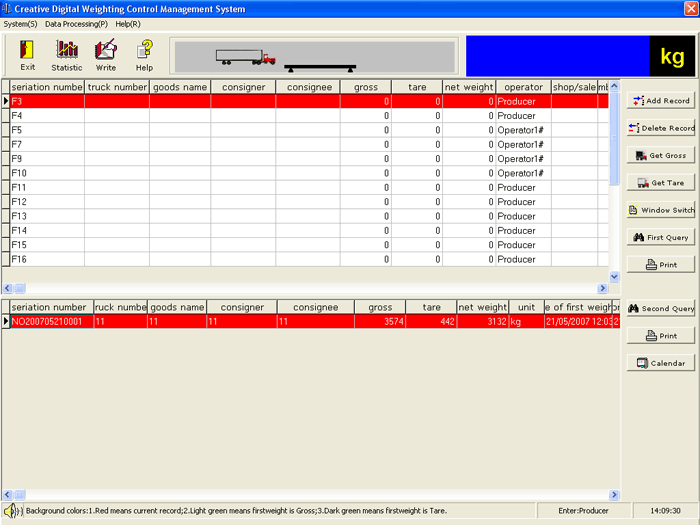 Creative Digital Weighting Control Management System
System(S) Data Processing(P) Help(R)
Exit Statistic Write Help
kg
seriation numbe truck number goods name consigner consignee gross tare net weight operator shop/sale
F3 0 0 0 Producer
F4 0 0 0 Producer
F5 0 0 0 Operator1#
F7 0 0 0 Operator1#
F9 0 0 0 Operator1#
F10 0 0 0 Operator1#
F11 0 0 0 Producer
F12 0 0 0 Producer
F13 0 0 0 Producer
F14 0 0 0 Producer
F15 0 0 0 Producer
F16 0 0 0 Producer
Add Record
Delete Record
Get Gross
Get Tare
Window Switch
First Query
Print
seriation number ruck numbe goods name consigner consignee gross tare net weight unit e of first weigh
NO200705210001 11 11 11 11 3574 442 3132 kg 21/05/2007 12:03
Second Query
Print
Calendar
Background colors:1.Red means current record;2.Light green means firstweight is Gross;3.Dark green means firstweight is Tare. Enter:Producer 14:09:30